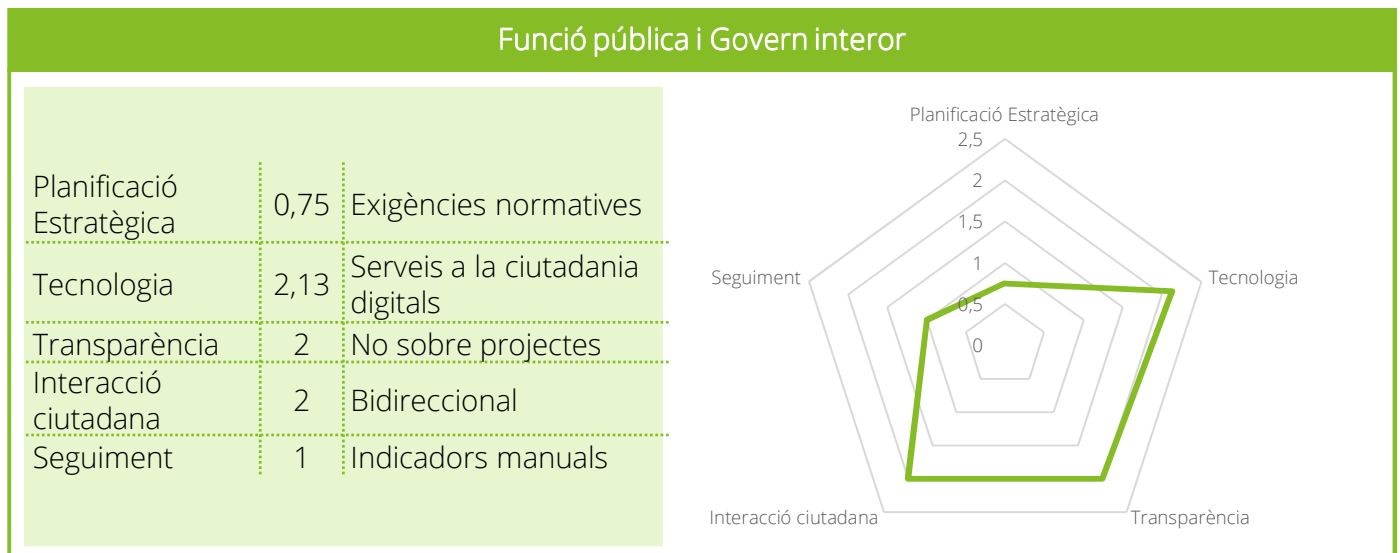 Funció pública i Govern interor
Planificació
Estratègica
0,75
Exigències normatives
Tecnologia
2,13
Serveis a la ciutadania
digitals
Transparència
2
No sobre projectes
Interacció
ciutadana
2
Bidireccional
Seguiment
1
Indicadors manuals
Planificació Estratègica
2,5
2
1,5
1
0,5
0
Seguiment
Tecnologia
Interacció ciutadana
Transparència